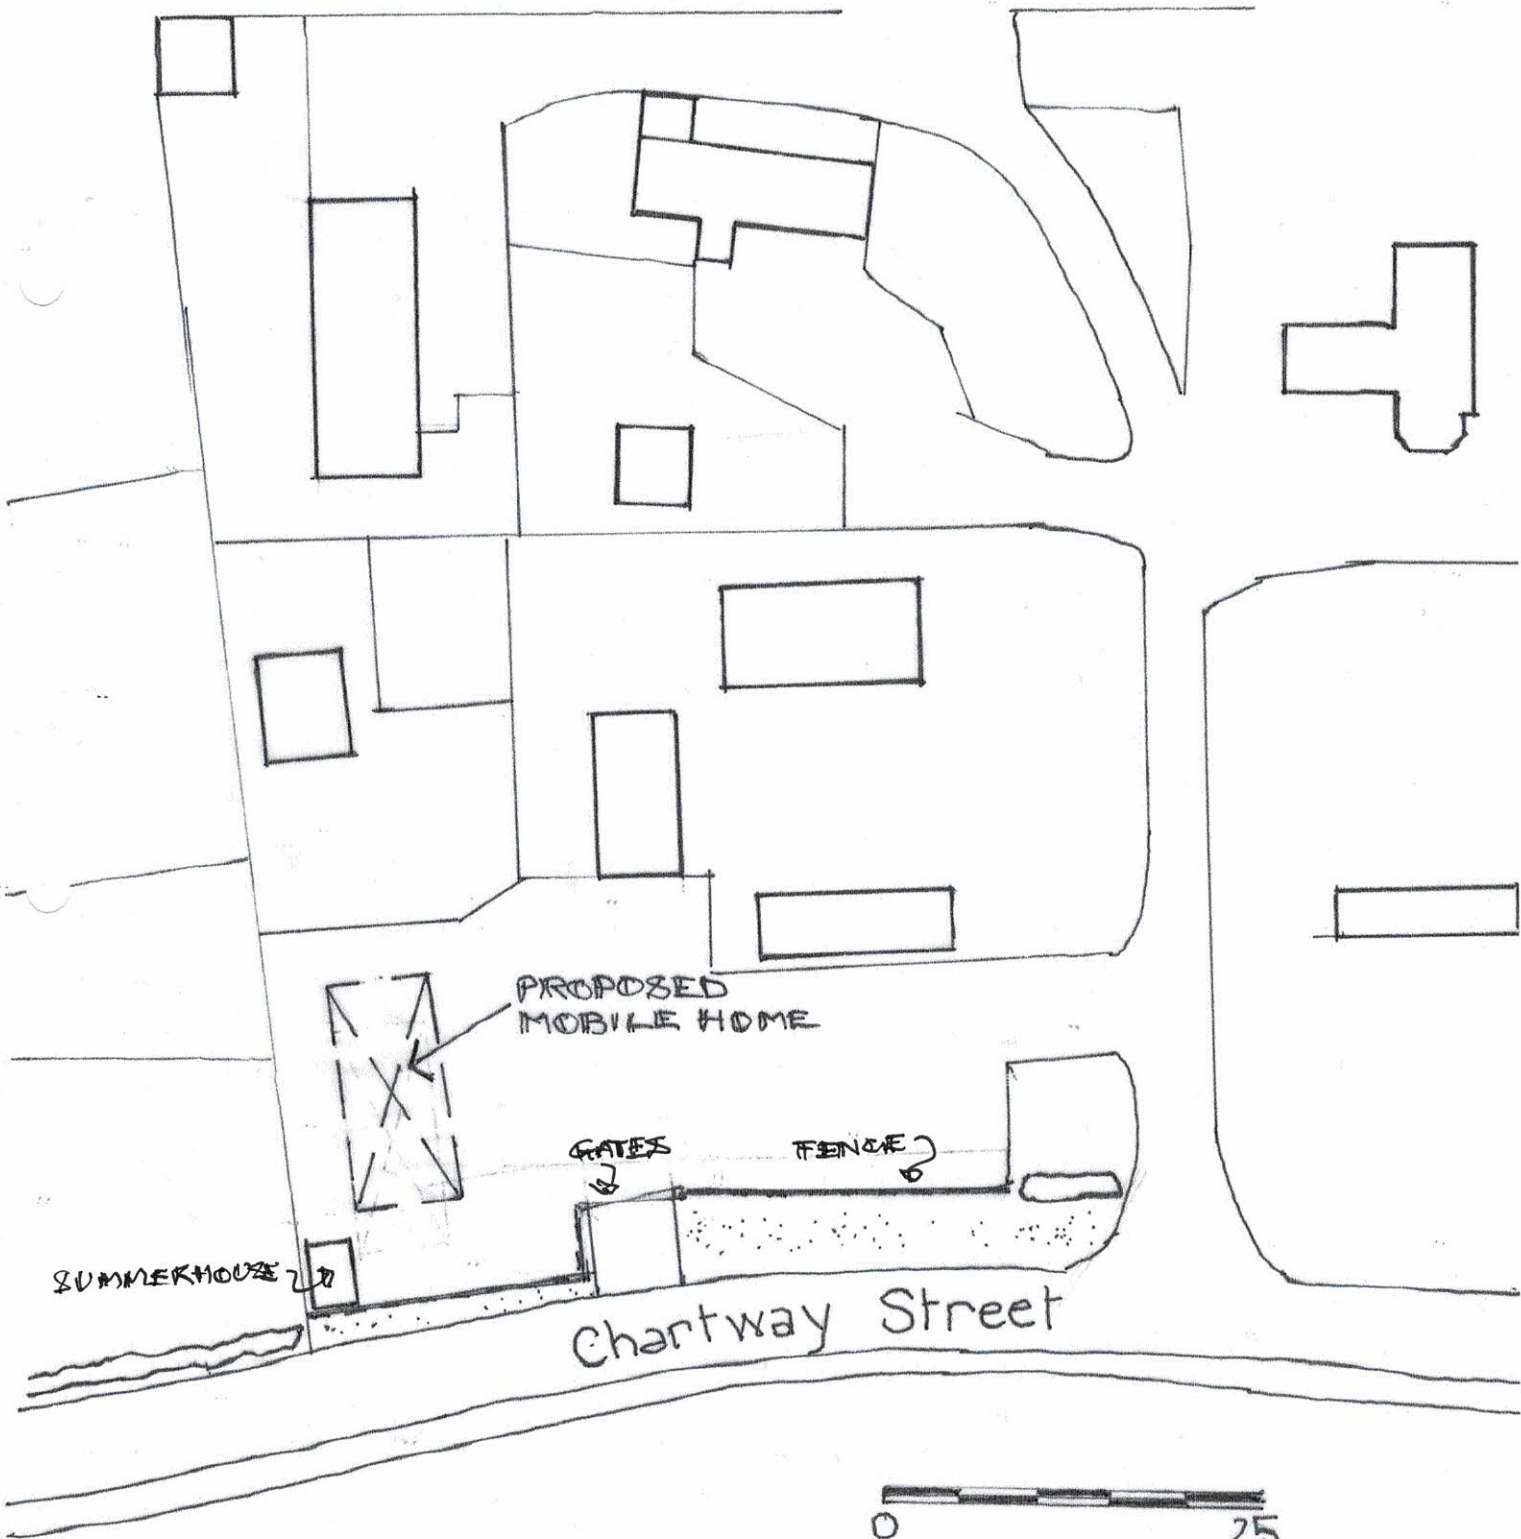 PROPOSED
MOBILE HOME
GATES
FENCE
SUMMERHOUSE
Chartway Street
0 25